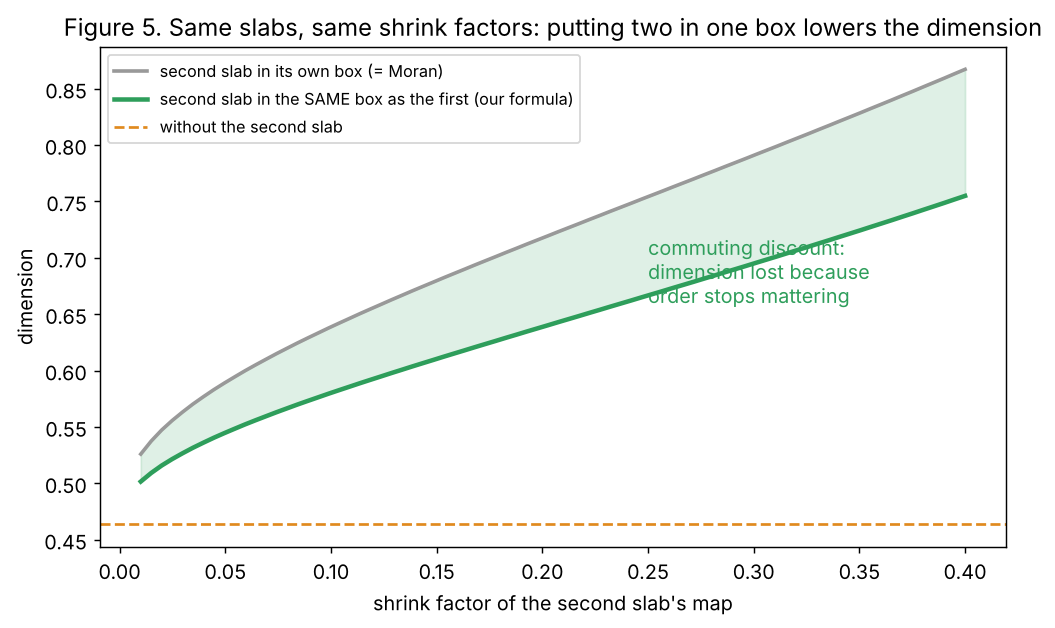 Figure 5. Same slabs, same shrink factors: putting two in one box lowers the dimension
second slab in its own box (= Moran)
second slab in the SAME box as the first (our formula)
without the second slab
0.85
0.80
0.75
0.70
0.65
0.60
0.55
0.50
0.45
dimension
commuting discount:
dimension lost because
order stops mattering
0.00 0.05 0.10 0.15 0.20 0.25 0.30 0.35 0.40
shrink factor of the second slab's map